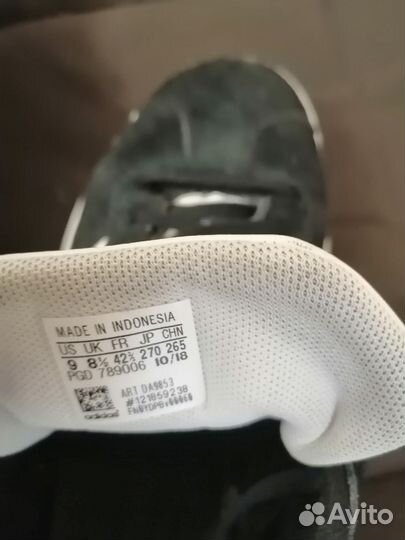 MADE IN INDONESIA
US UK FR JP CHN
9 8½ 42⅔ 270 265
PGD 789006 10/18
ART DA9853
#121859238
Avito